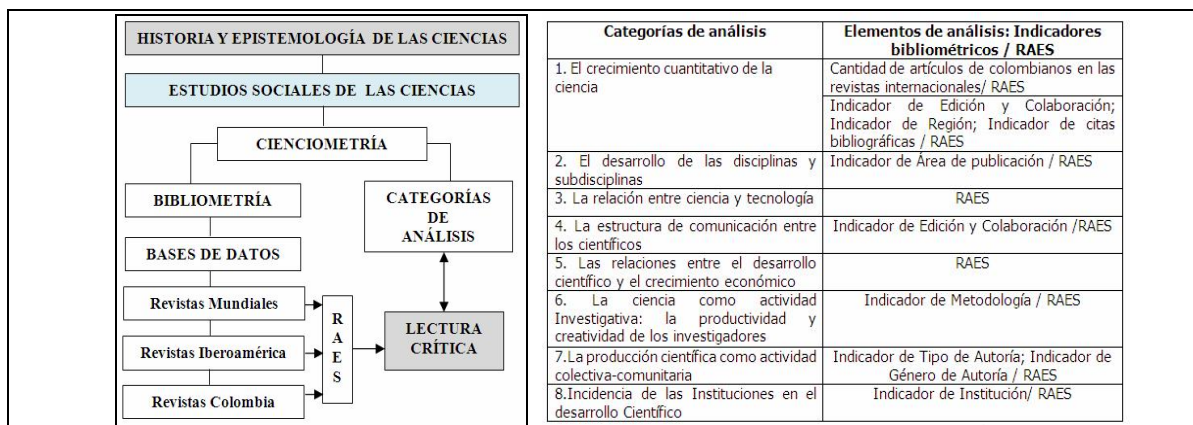 HISTORIA Y EPISTEMOLOGÍA DE LAS CIENCIAS
ESTUDIOS SOCIALES DE LAS CIENCIAS
CIENCIOMETRÍA
BIBLIOMETRÍA
BASES DE DATOS
Revistas Mundiales
Revistas Iberoamérica
Revistas Colombia
R
A
E
S
CATEGORÍAS
DE
ANÁLISIS
LECTURA
CRÍTICA
Categorías de análisis
Elementos de análisis: Indicadores
bibliométricos / RAES
1. El crecimiento cuantitativo de la
ciencia
Cantidad de artículos de colombianos en las
revistas internacionales/ RAES
Indicador de Edición y Colaboración;
Indicador de Región; Indicador de citas
bibliográficas / RAES
2. El desarrollo de las disciplinas y
subdisciplinas
Indicador de Área de publicación / RAES
3. La relación entre ciencia y tecnología
RAES
4. La estructura de comunicación entre
los científicos
Indicador de Edición y Colaboración /RAES
5. Las relaciones entre el desarrollo
científico y el crecimiento económico
RAES
6. La ciencia como actividad
Investigativa: la productividad y
creatividad de los investigadores
Indicador de Metodología / RAES
7.La producción científica como actividad
colectiva-comunitaria
Indicador de Tipo de Autoría; Indicador de
Género de Autoría / RAES
8.Incidencia de las Instituciones en el
desarrollo Científico
Indicador de Institución/ RAES